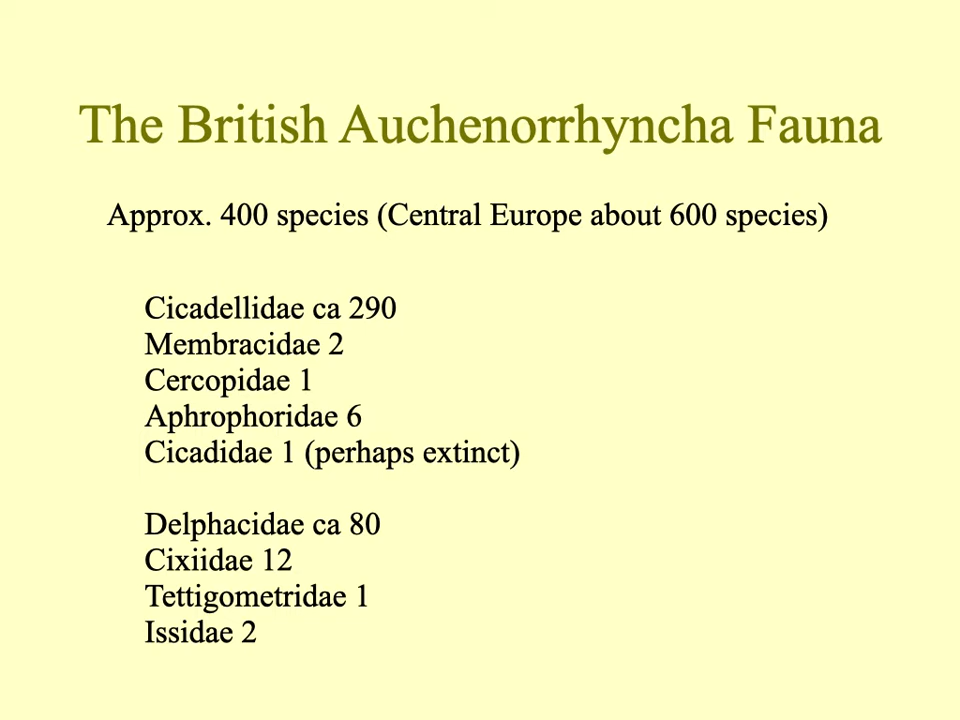 The British Auchenorrhyncha Fauna
Approx. 400 species (Central Europe about 600 species)
Cicadellidae ca 290
Membracidae 2
Cercopidae 1
Aphrophoridae 6
Cicadidae 1 (perhaps extinct)
Delphacidae ca 80
Cixiidae 12
Tettigometridae 1
Issidae 2